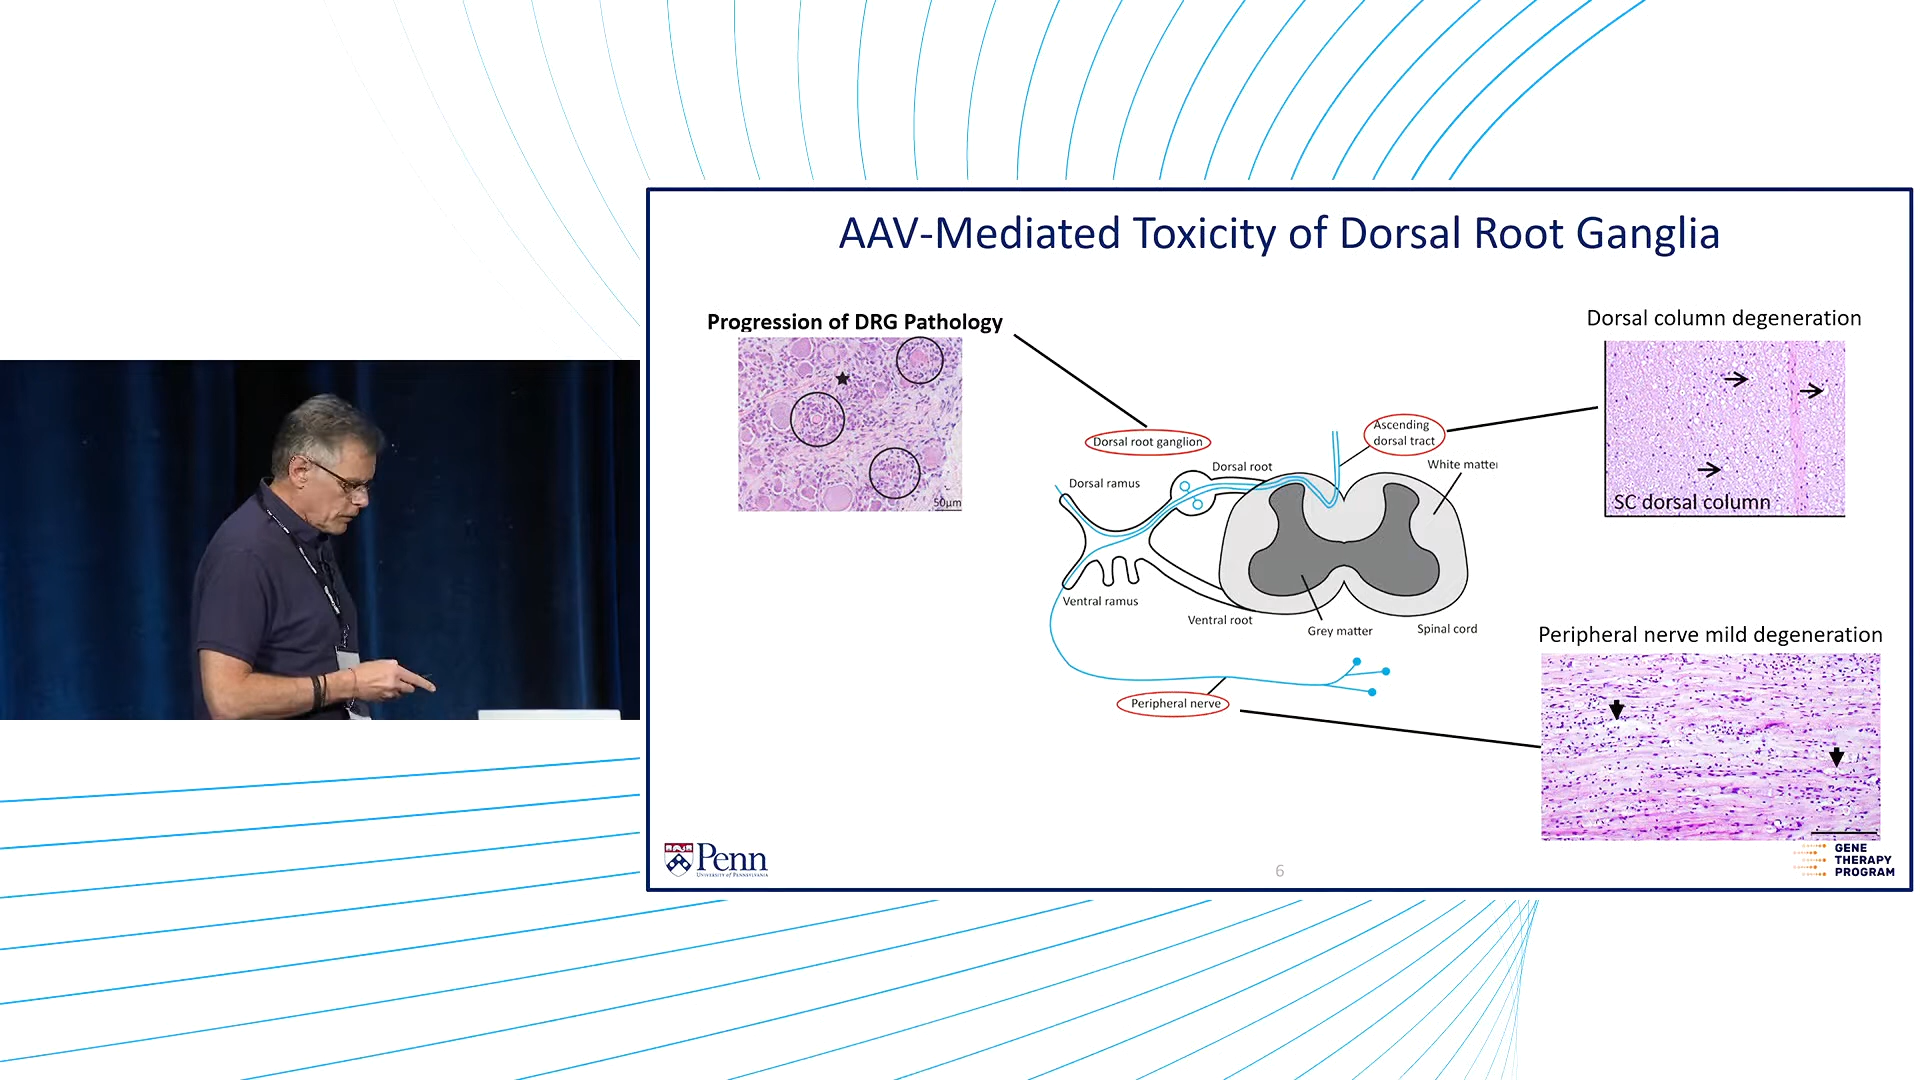 AAV-Mediated Toxicity of Dorsal Root Ganglia
Progression of DRG Pathology
50µm
Dorsal column degeneration
SC dorsal column
Dorsal root ganglion
Ascending
dorsal tract
Dorsal root
White matte
Dorsal ramus
Ventral ramus
Ventral root
Grey matter
Spinal cord
Peripheral nerve
Peripheral nerve mild degeneration
Penn
UNIVERSITY of PENNSYLVANIA
6
GENE
THERAPY
PROGRAM